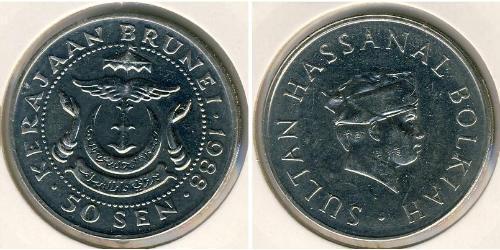 KERAJAAN BRUNEI · 1988 ·
50 SEN
SULTAN HASSANAL BOLKIAH